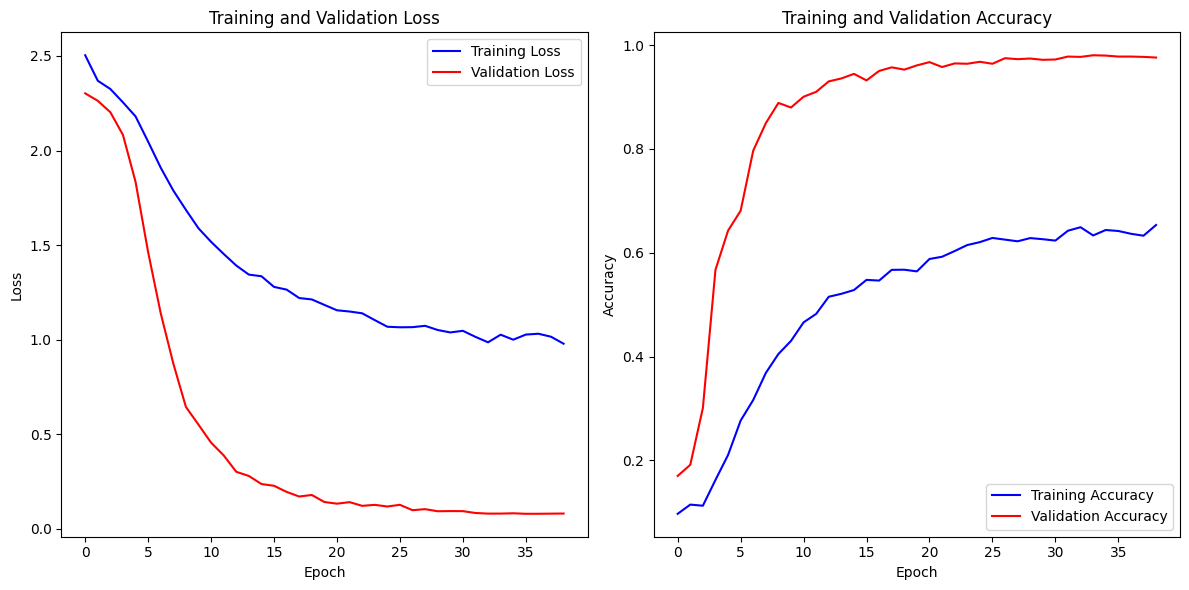 Training and Validation Loss
Training Loss
Validation Loss
2.5
2.0
1.5
1.0
0.5
0.0
Loss
0 5 10 15 20 25 30 35
Epoch
Training and Validation Accuracy
1.0
0.8
0.6
0.4
0.2
Accuracy
Training Accuracy
Validation Accuracy
0 5 10 15 20 25 30 35
Epoch